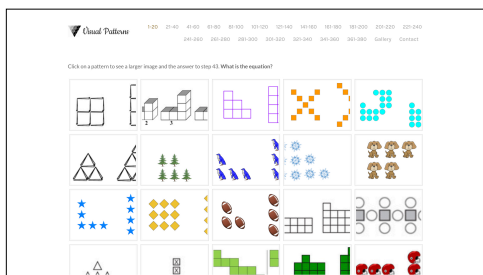 Visual Patterns
1-20 21-40 41-60 61-80 81-100 101-120 121-140 141-160 161-180 181-200 201-220 221-240
241-260 261-280 281-300 301-320 321-340 341-360 361-380 Gallery Contact
Click on a pattern to see a larger image and the answer to step 43. What is the equation?
2 3